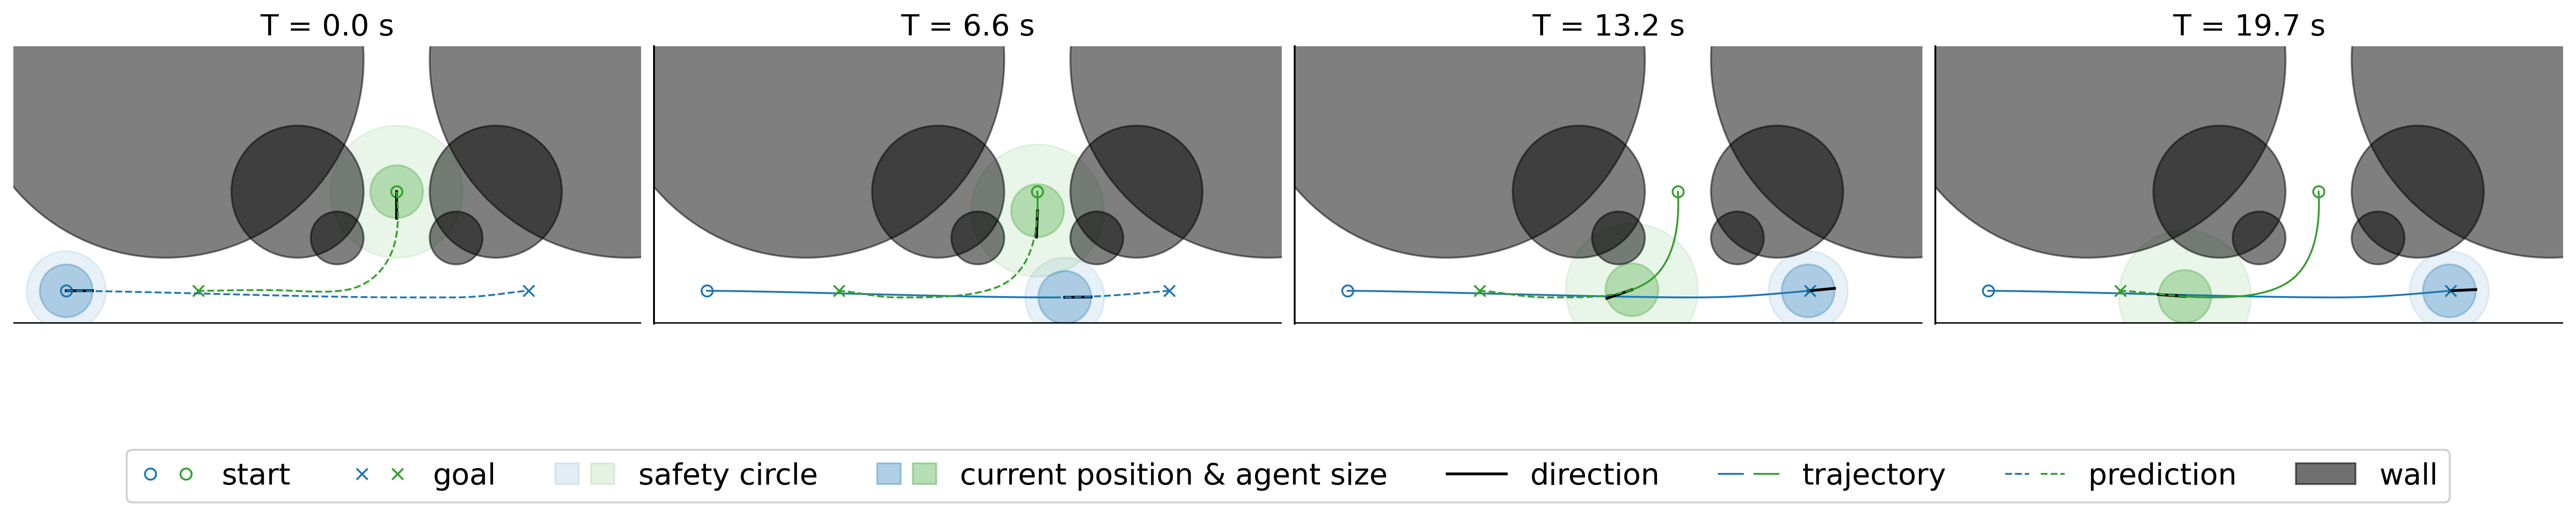 T = 0.0 s
T = 6.6 s
T = 13.2 s
T = 19.7 s
start goal safety circle current position & agent size direction trajectory prediction wall